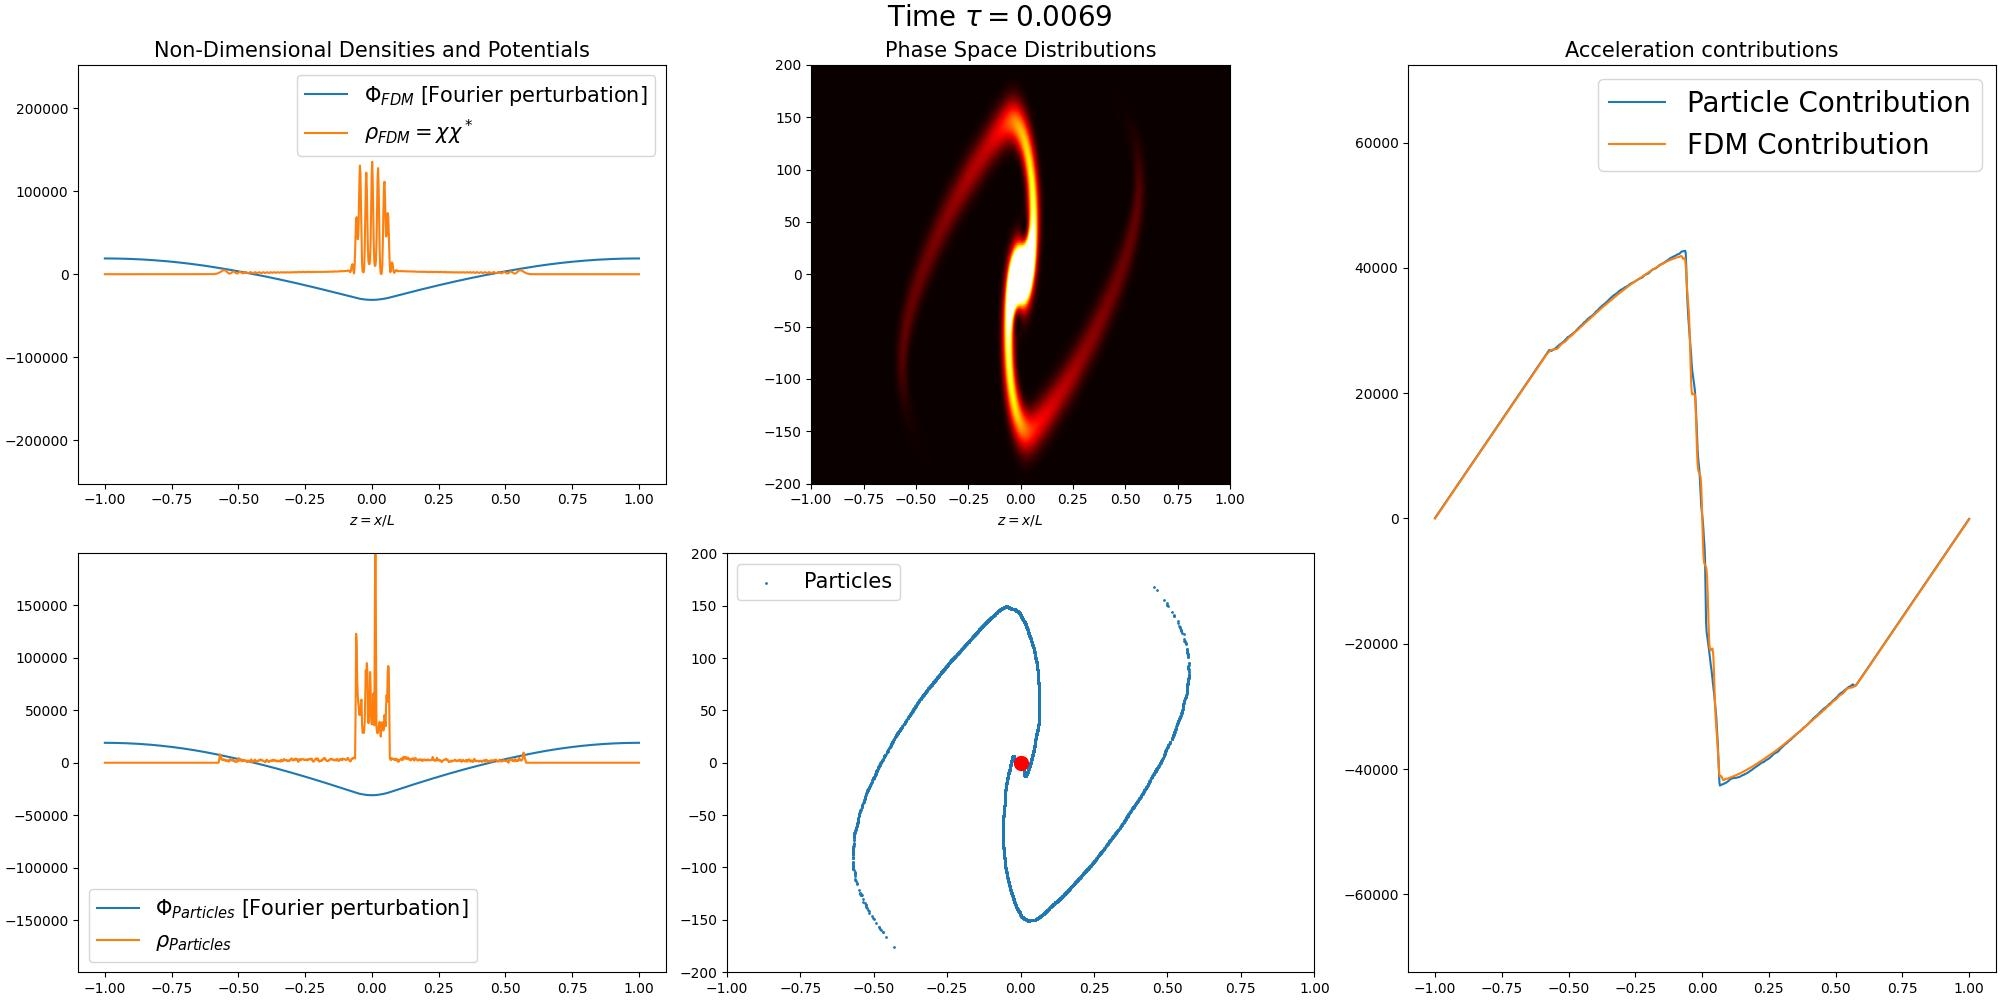 Time τ = 0.0069
Non-Dimensional Densities and Potentials
Φ_FDM [Fourier perturbation]
ρ_FDM = χχ*
200000
100000
0
−100000
−200000
−1.00 −0.75 −0.50 −0.25 0.00 0.25 0.50 0.75 1.00
z = x/L
Phase Space Distributions
200
150
100
50
0
−50
−100
−150
−200
−1.00 −0.75 −0.50 −0.25 0.00 0.25 0.50 0.75 1.00
z = x/L
Acceleration contributions
Particle Contribution
FDM Contribution
60000
40000
20000
0
−20000
−40000
−60000
−1.00 −0.75 −0.50 −0.25 0.00 0.25 0.50 0.75 1.00
150000
100000
50000
0
−50000
−100000
−150000
Φ_Particles [Fourier perturbation]
ρ_Particles
−1.00 −0.75 −0.50 −0.25 0.00 0.25 0.50 0.75 1.00
Particles
200
150
100
50
0
−50
−100
−150
−200
−1.00 −0.75 −0.50 −0.25 0.00 0.25 0.50 0.75 1.00